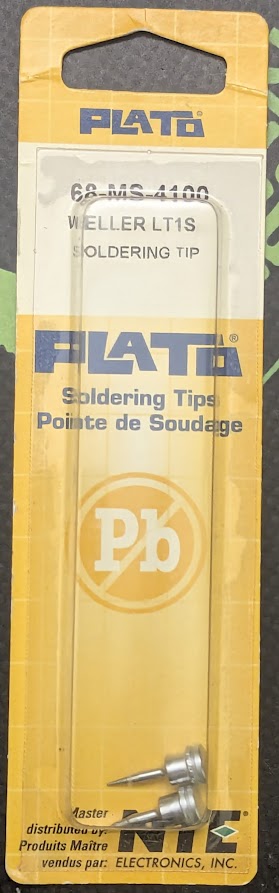 PLATO
68-MS-4100
WELLER LT1S
SOLDERING TIP
PLATO®
Soldering Tips
Pointe de Soudage
Pb
Master
distributed by:
Produits Maître
vendus par:
NTE
ELECTRONICS, INC.